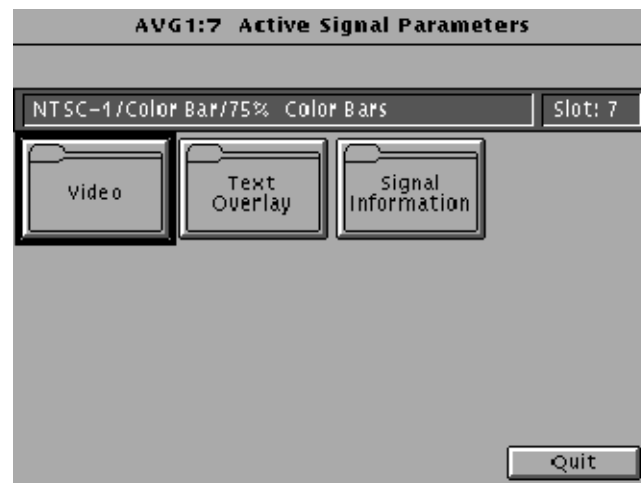 AVG1:7 Active Signal Parameters
NTSC-1/Color Bar/75% Color Bars
Slot: 7
Video
Text
Overlay
Signal
Information
Quit